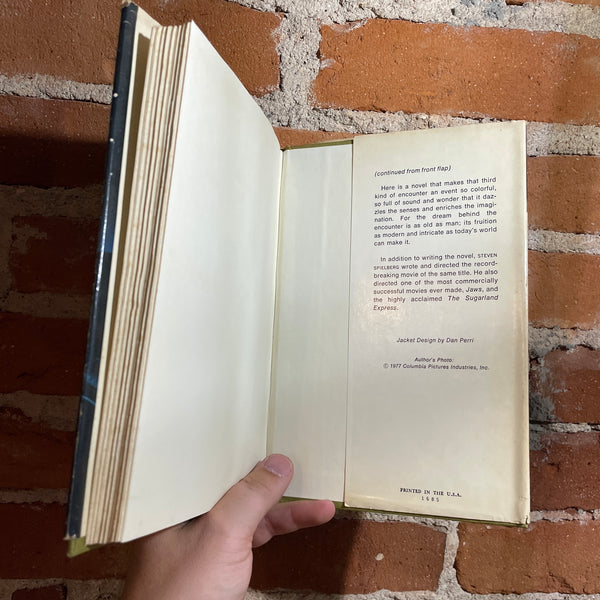 (continued from front flap)
Here is a novel that makes that third
kind of encounter an event so colorful,
so full of sound and wonder that it daz-
zles the senses and enriches the imagi-
nation. For the dream behind the
encounter is as old as man; its fruition
as modern and intricate as today's world
can make it.
In addition to writing the novel, STEVEN
SPIELBERG wrote and directed the record-
breaking movie of the same title. He also
directed one of the most commercially
successful movies ever made, Jaws, and
the highly acclaimed The Sugarland
Express.
Jacket Design by Dan Perri
Author's Photo:
© 1977 Columbia Pictures Industries, Inc.
PRINTED IN THE U.S.A.
1685